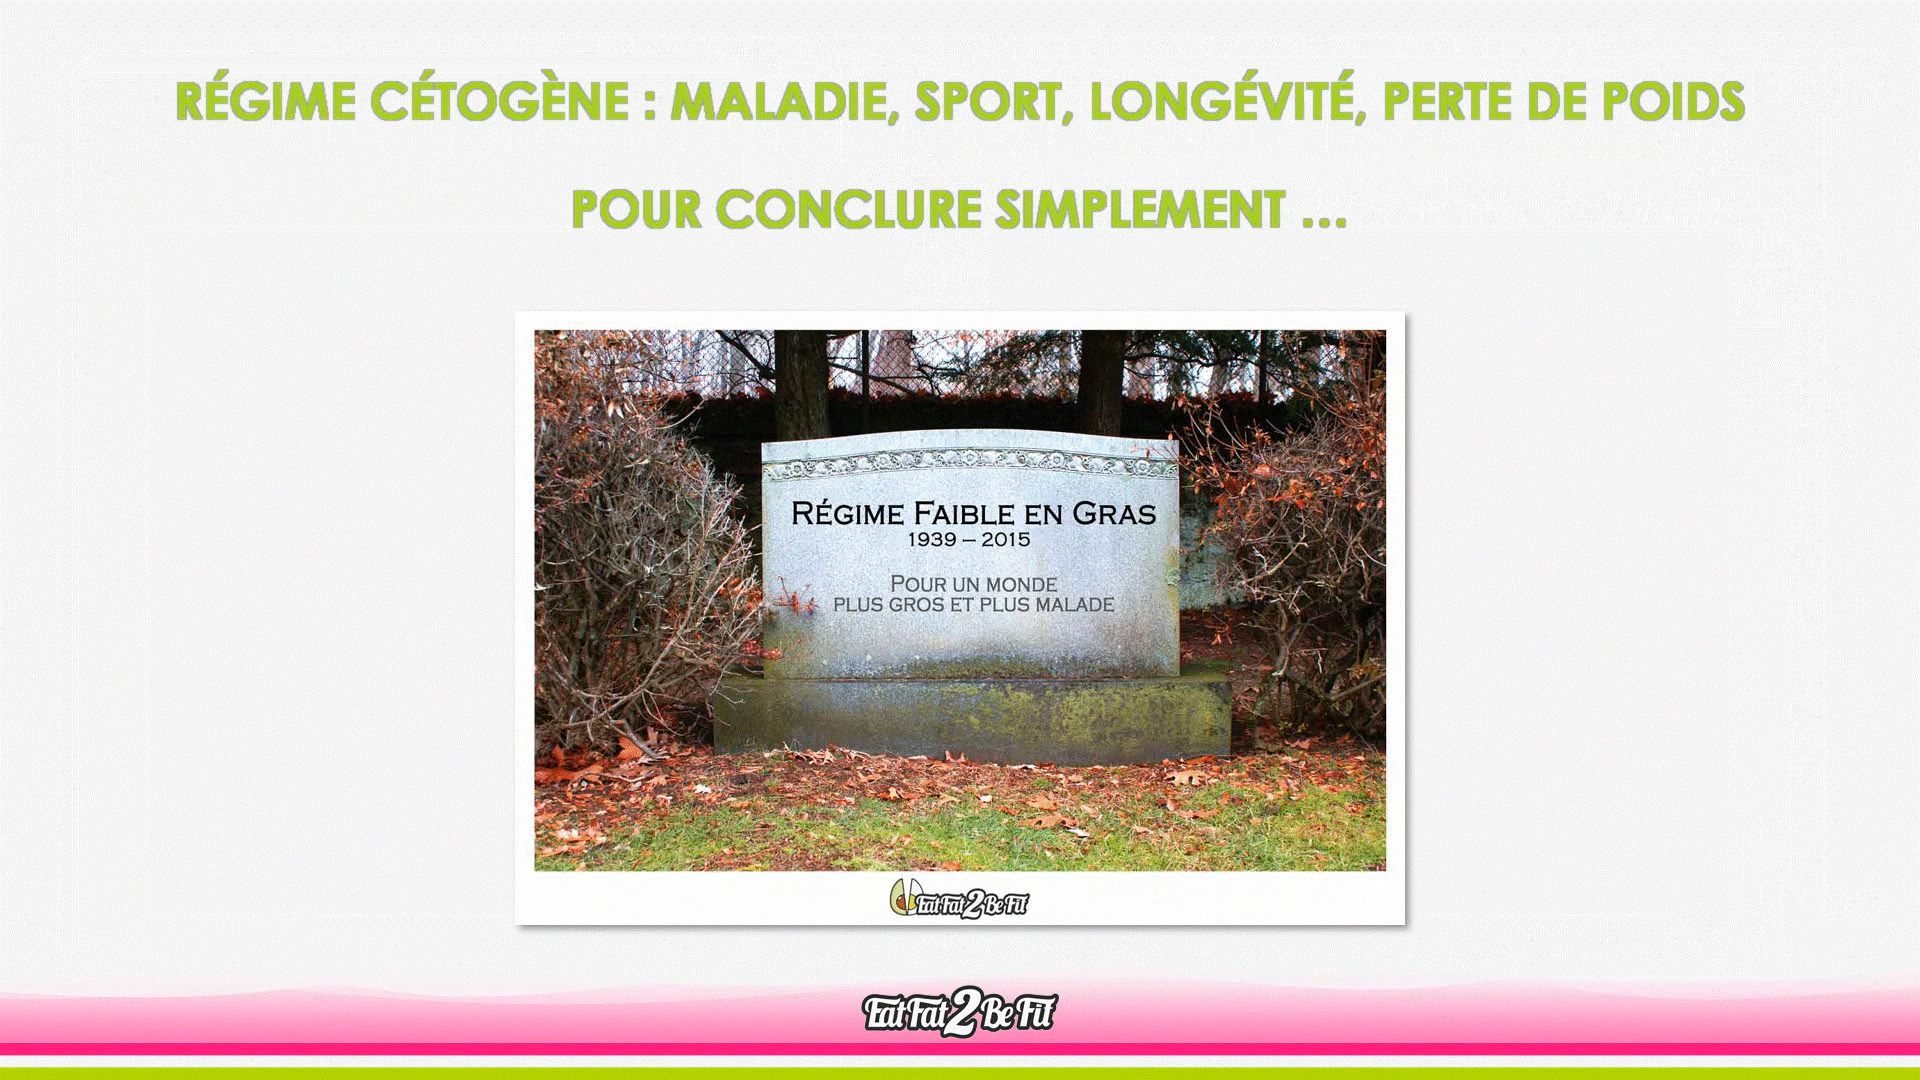 RÉGIME CÉTOGÈNE : MALADIE, SPORT, LONGÉVITÉ, PERTE DE POIDS
POUR CONCLURE SIMPLEMENT ...
RÉGIME FAIBLE EN GRAS
1939 – 2015
POUR UN MONDE
PLUS GROS ET PLUS MALADE
Eat Fat 2 Be Fit
Eat Fat 2 Be Fit